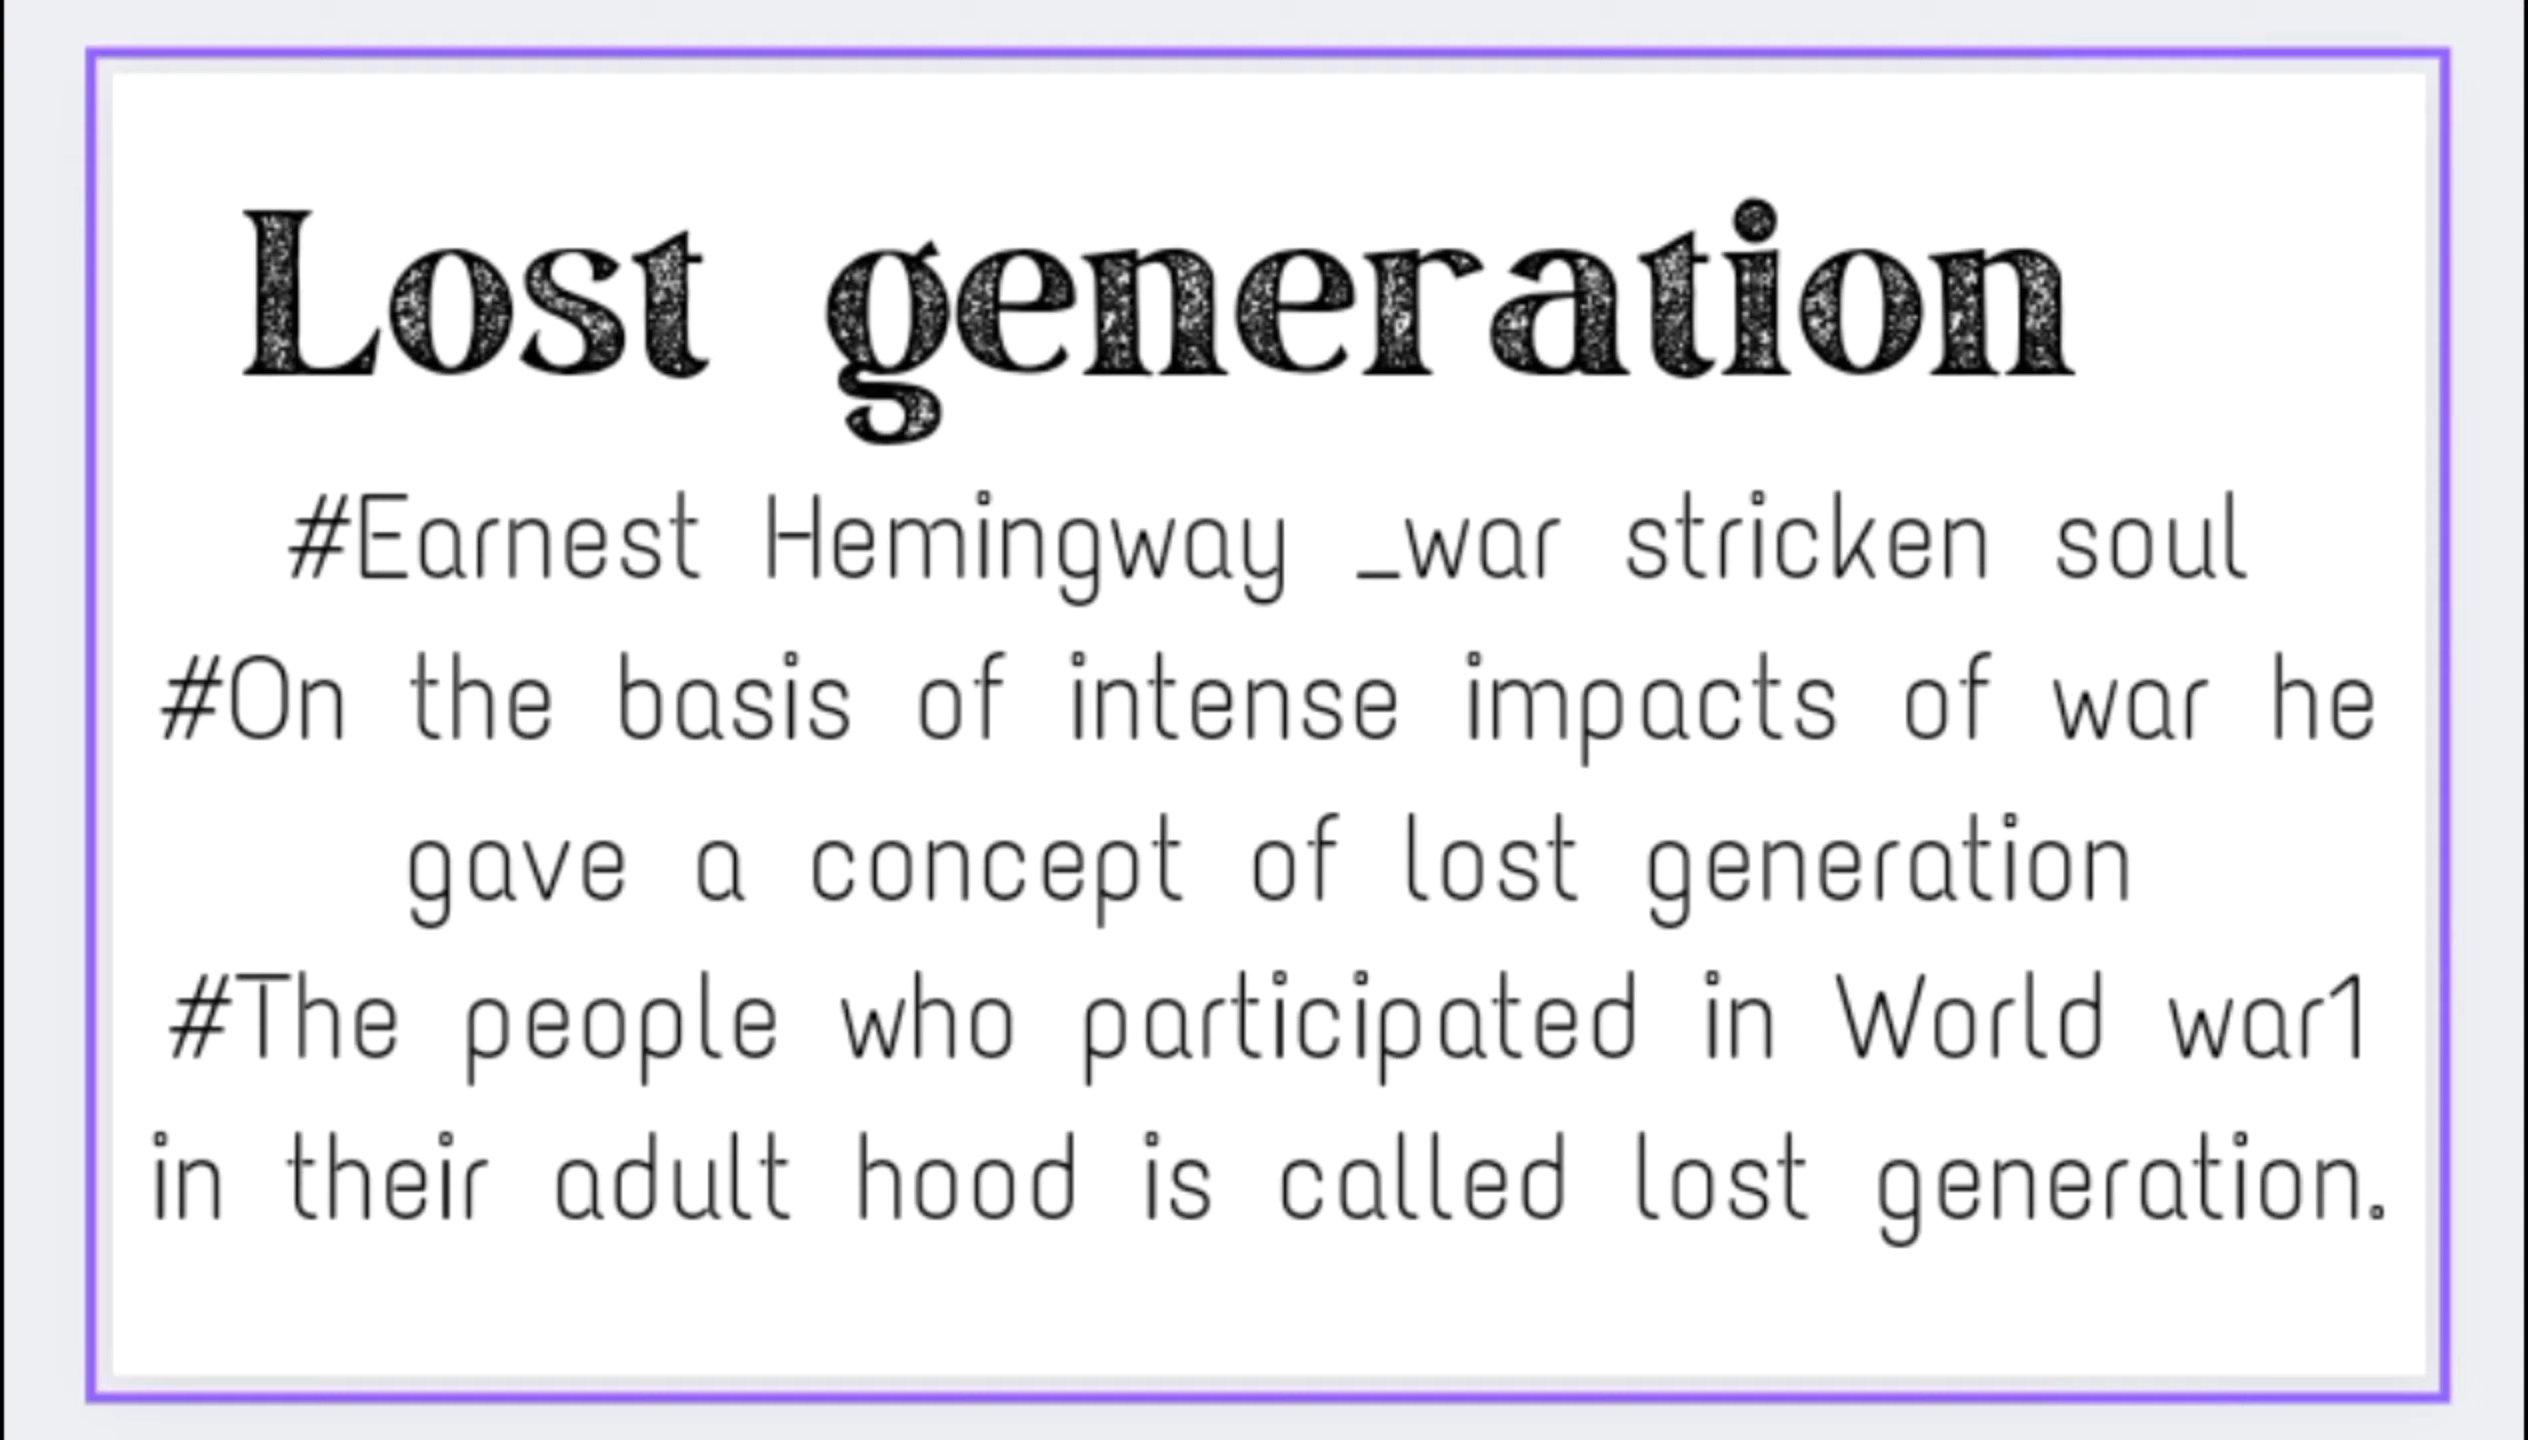 Lost generation
#Earnest Hemingway _war stricken soul
#On the basis of intense impacts of war he
gave a concept of lost generation
#The people who participated in World war1
in their adult hood is called lost generation.